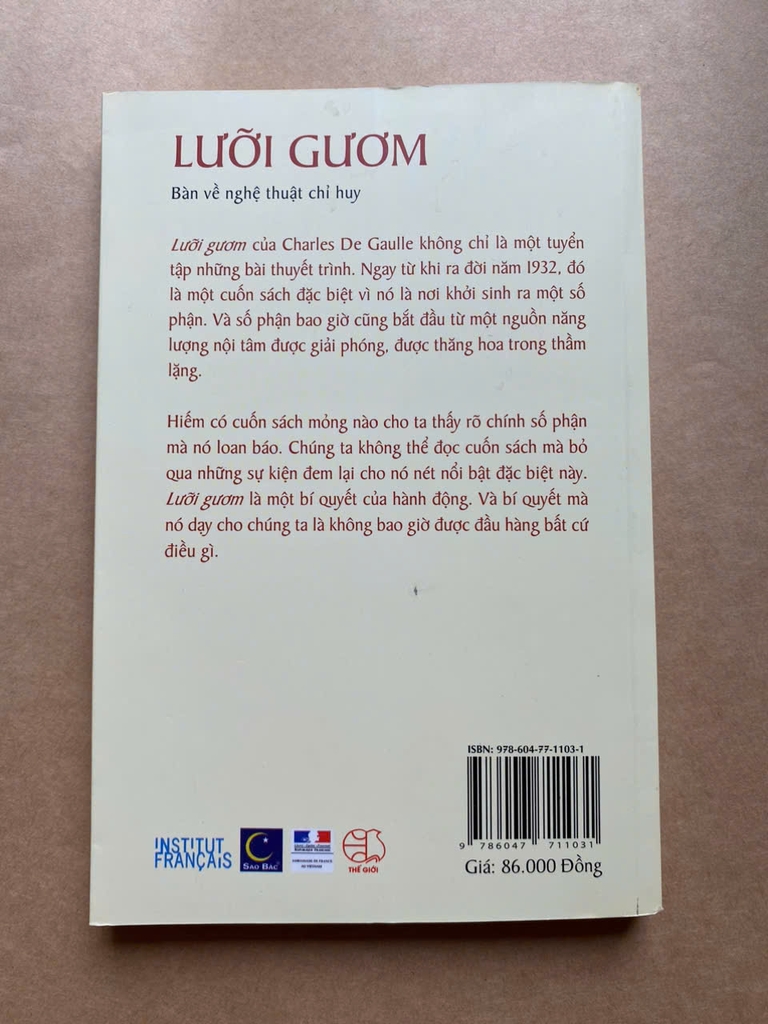 LƯỠI GƯƠM
Bàn về nghệ thuật chỉ huy
Lưỡi gươm của Charles De Gaulle không chỉ là một tuyển
tập những bài thuyết trình. Ngay từ khi ra đời năm 1932, đó
là một cuốn sách đặc biệt vì nó là nơi khởi sinh ra một số
phận. Và số phận bao giờ cũng bắt đầu từ một nguồn năng
lượng nội tâm được giải phóng, được thăng hoa trong thầm
lặng.
Hiếm có cuốn sách mỏng nào cho ta thấy rõ chính số phận
mà nó loan báo. Chúng ta không thể đọc cuốn sách mà bỏ
qua những sự kiện đem lại cho nó nét nổi bật đặc biệt này.
Lưỡi gươm là một bí quyết của hành động. Và bí quyết mà
nó dạy cho chúng ta là không bao giờ được đầu hàng bất cứ
điều gì.
ISBN: 978-604-77-1103-1
9 786047 711031
Giá: 86.000 Đồng
INSTITUT
FRANÇAIS
SAO BẮC
RÉPUBLIQUE FRANÇAISE
AMBASSADE DE FRANCE
AU VIETNAM
THẾ GIỚI